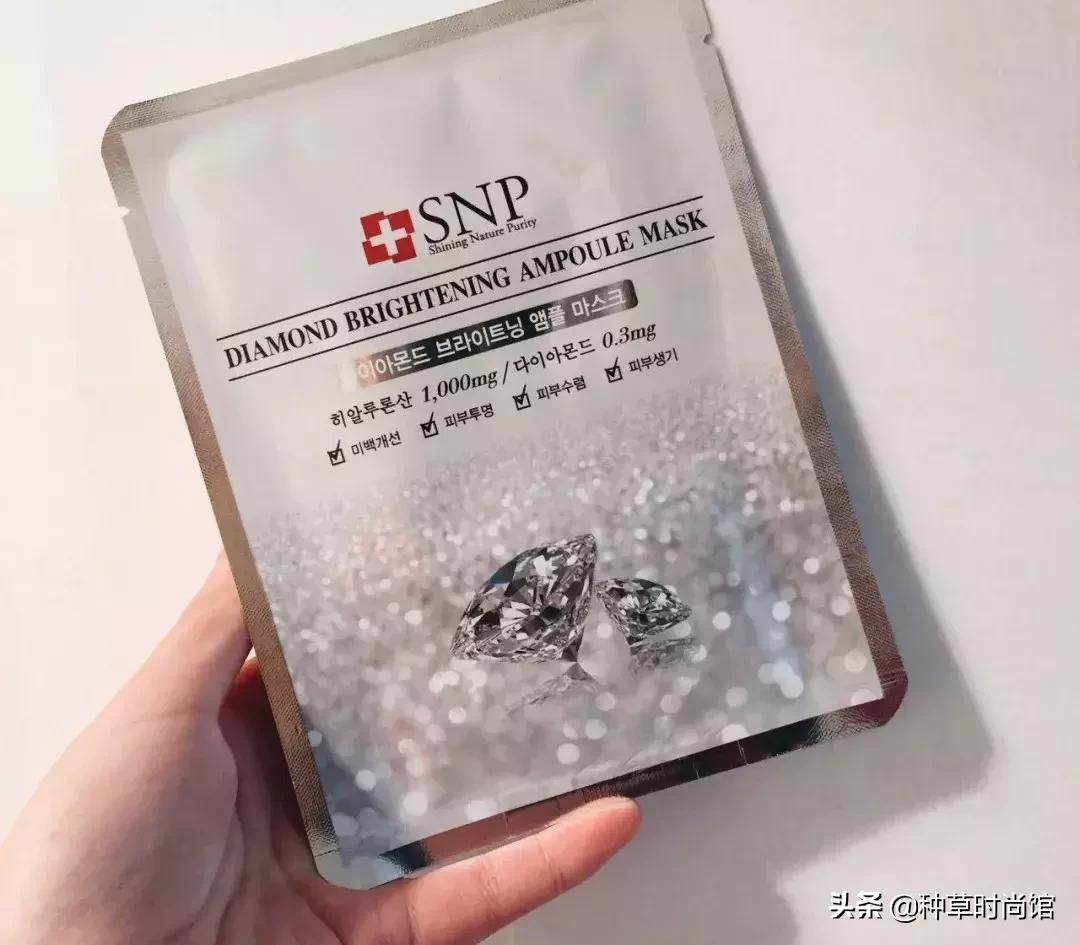 SNP
Shining Nature Purity
DIAMOND BRIGHTENING AMPOULE MASK
이아몬드 브라이트닝 앰플 마스크
히알루론산 1,000mg / 다이아몬드 0.3mg
미백개선 피부투명 피부수렴 피부생기
头条 @种草时尚馆